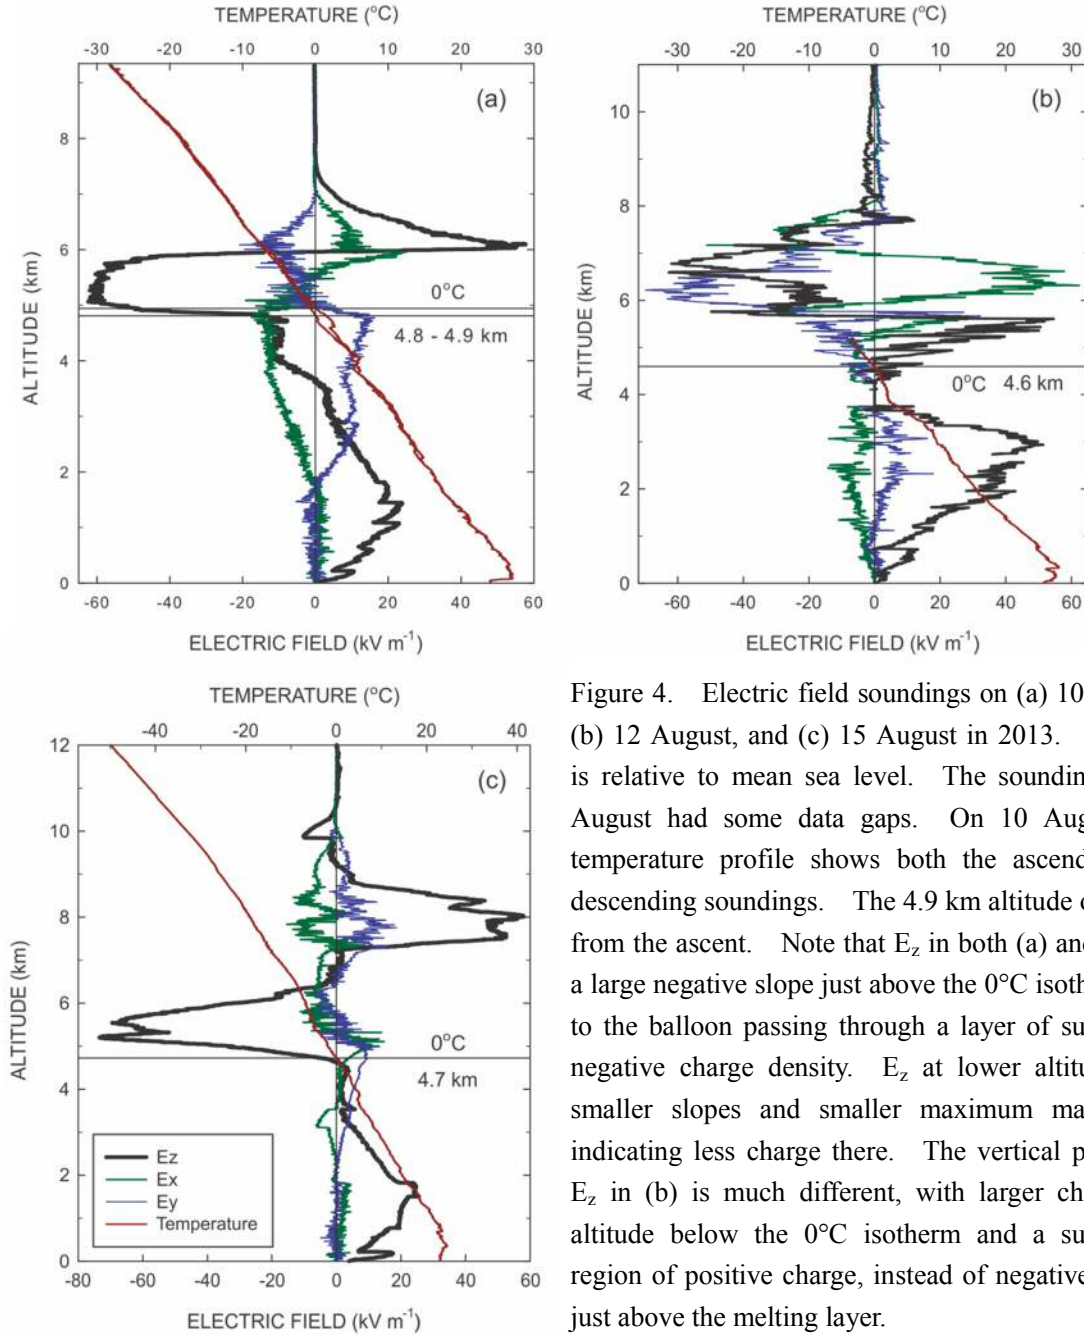 TEMPERATURE (°C)
-30 -20 -10 0 10 20 30
(a)
8
6
4
2
0
ALTITUDE (km)
0°C
4.8 - 4.9 km
-60 -40 -20 0 20 40 60
ELECTRIC FIELD (kV m⁻¹)
TEMPERATURE (°C)
-30 -20 -10 0 10 20 30
(b)
10
8
6
4
2
0
ALTITUDE (km)
0°C 4.6 km
-60 -40 -20 0 20 40 60
ELECTRIC FIELD (kV m⁻¹)
TEMPERATURE (°C)
-40 -20 0 20 40
(c)
12
10
8
6
4
2
0
ALTITUDE (km)
0°C
4.7 km
Ez
Ex
Ey
Temperature
-80 -60 -40 -20 0 20 40 60
ELECTRIC FIELD (kV m⁻¹)
Figure 4. Electric field soundings on (a) 10
(b) 12 August, and (c) 15 August in 2013.
is relative to mean sea level. The soundin
August had some data gaps. On 10 Aug
temperature profile shows both the ascend
descending soundings. The 4.9 km altitude
from the ascent. Note that E_z in both (a) an
a large negative slope just above the 0°C isoth
to the balloon passing through a layer of su
negative charge density. E_z at lower altitu
smaller slopes and smaller maximum ma
indicating less charge there. The vertical p
E_z in (b) is much different, with larger ch
altitude below the 0°C isotherm and a su
region of positive charge, instead of negative
just above the melting layer.